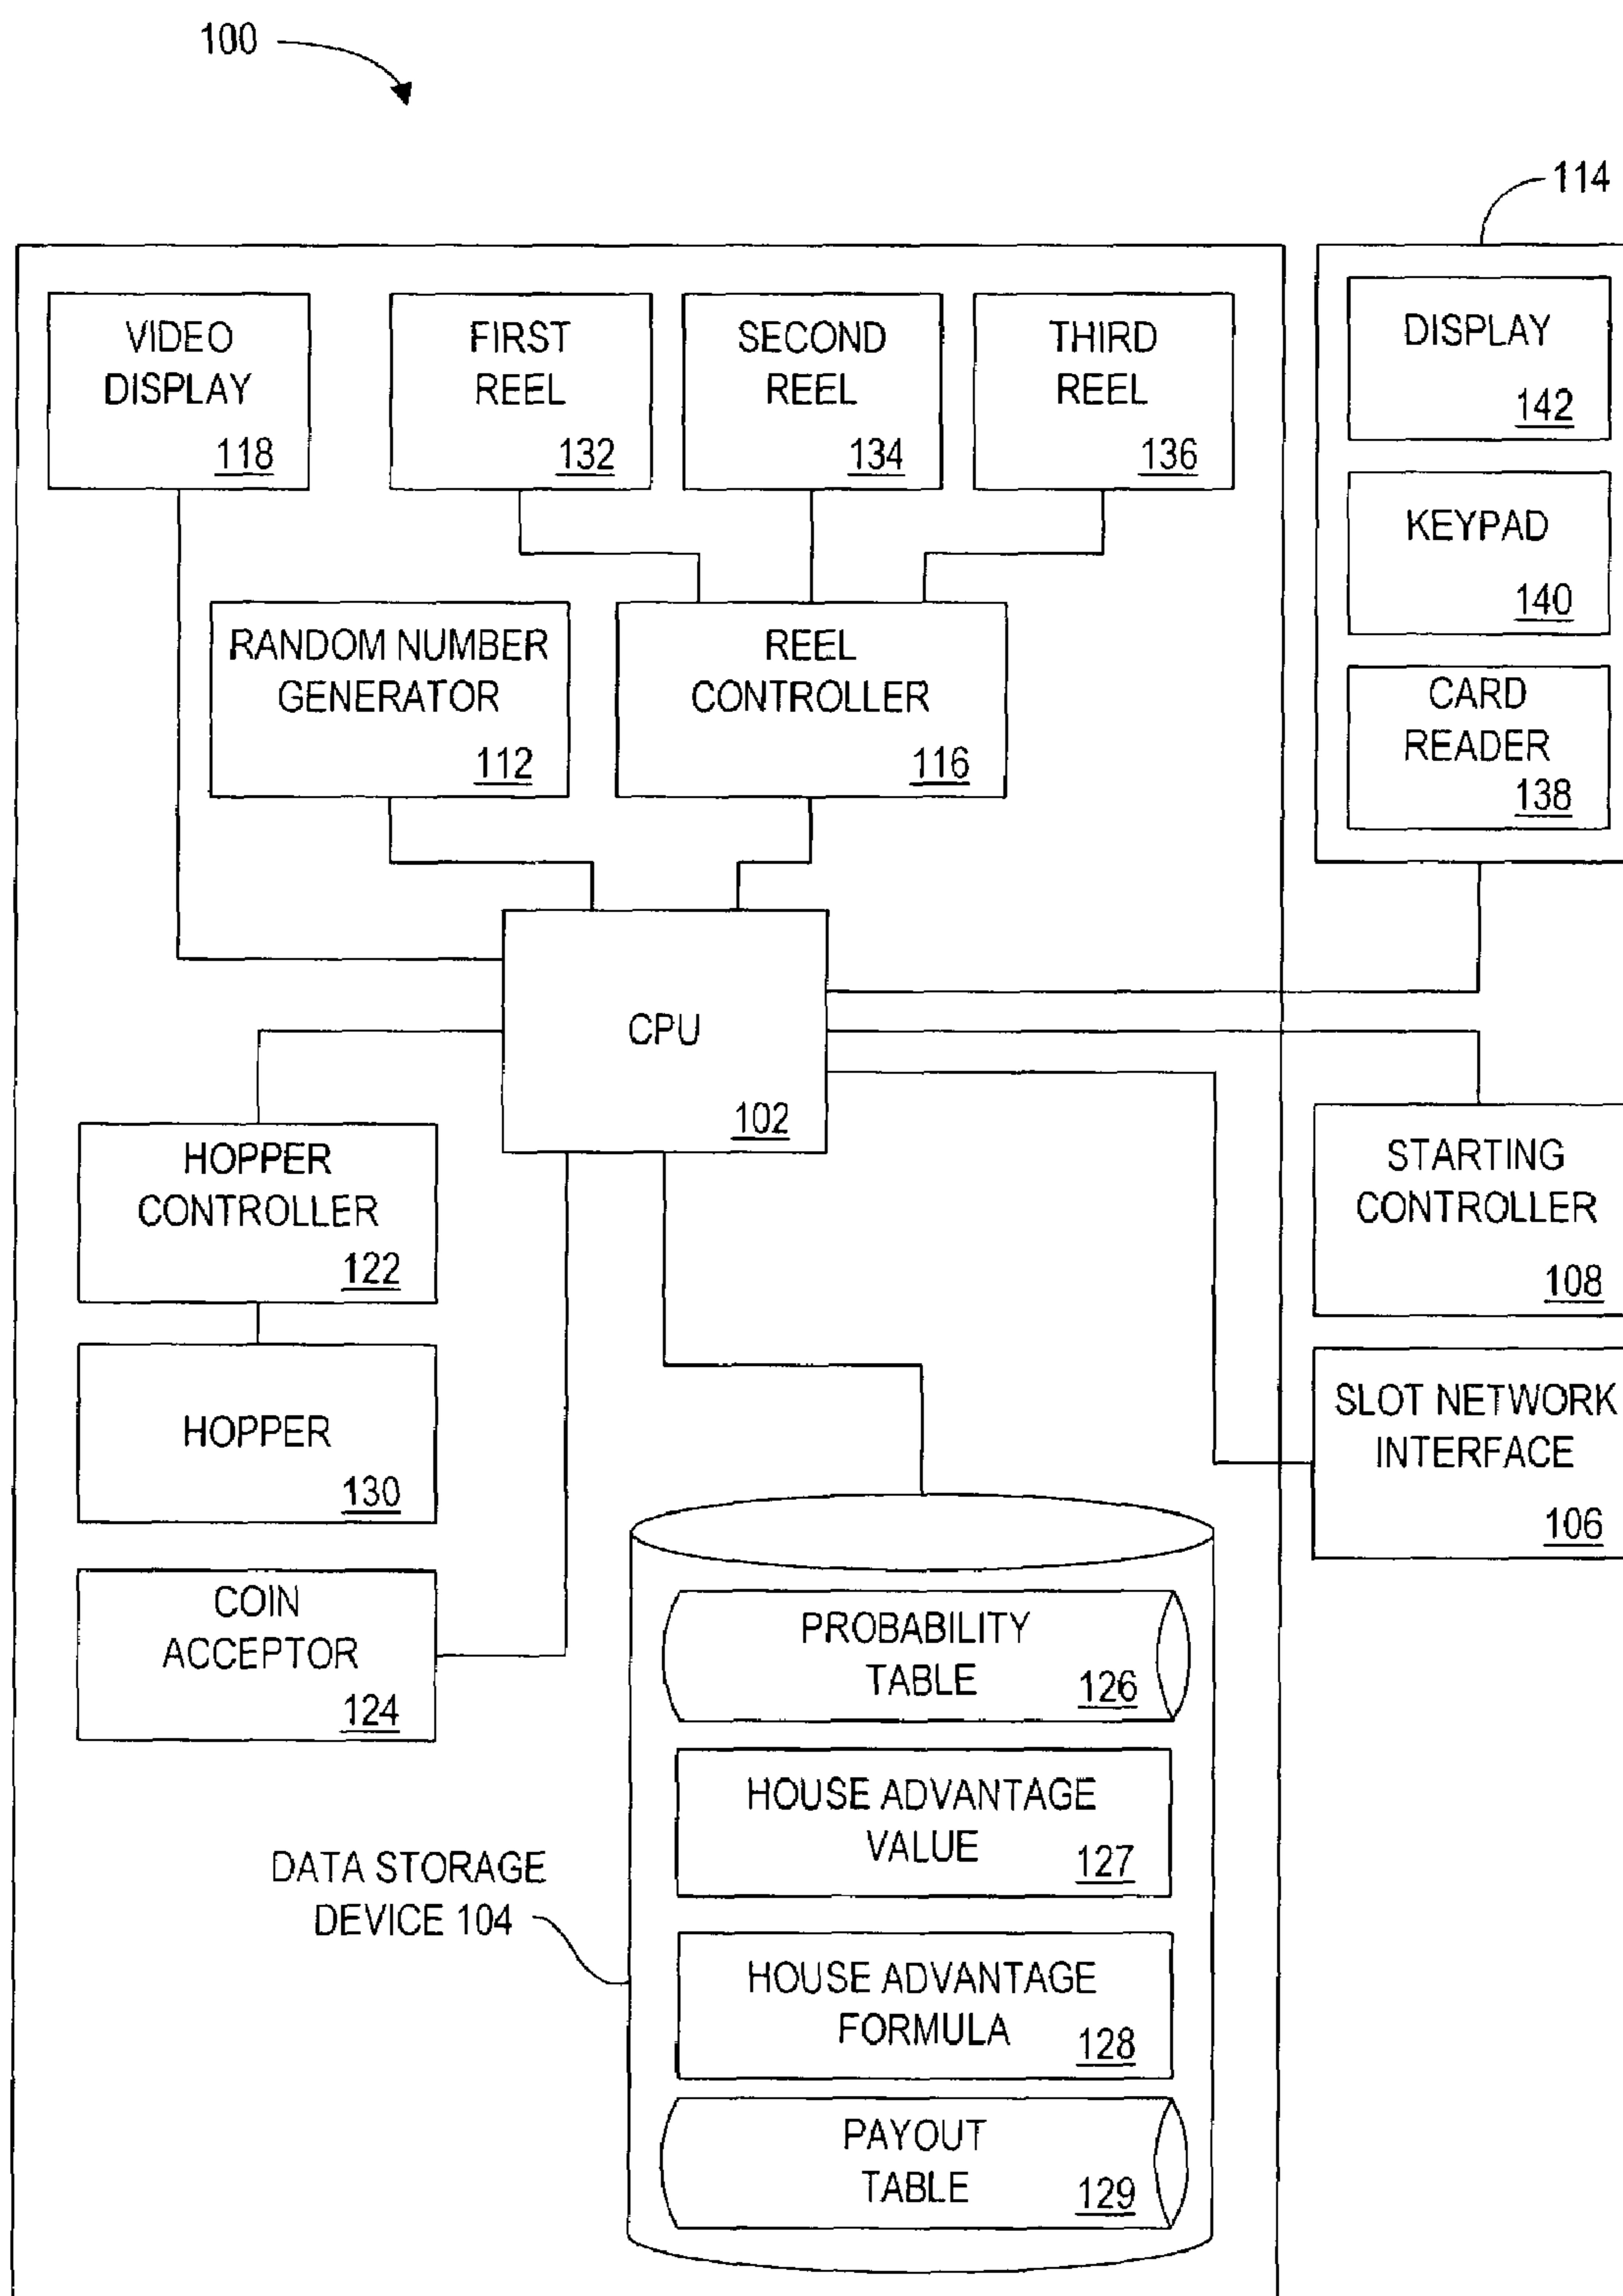 100
114
VIDEO
DISPLAY
118
FIRST
REEL
132
SECOND
REEL
134
THIRD
REEL
136
DISPLAY
142
KEYPAD
140
CARD
READER
138
RANDOM NUMBER
GENERATOR
112
REEL
CONTROLLER
116
CPU
102
HOPPER
CONTROLLER
122
STARTING
CONTROLLER
108
HOPPER
130
SLOT NETWORK
INTERFACE
106
COIN
ACCEPTOR
124
DATA STORAGE
DEVICE 104
PROBABILITY
TABLE
126
HOUSE ADVANTAGE
VALUE
127
HOUSE ADVANTAGE
FORMULA
128
PAYOUT
TABLE
129